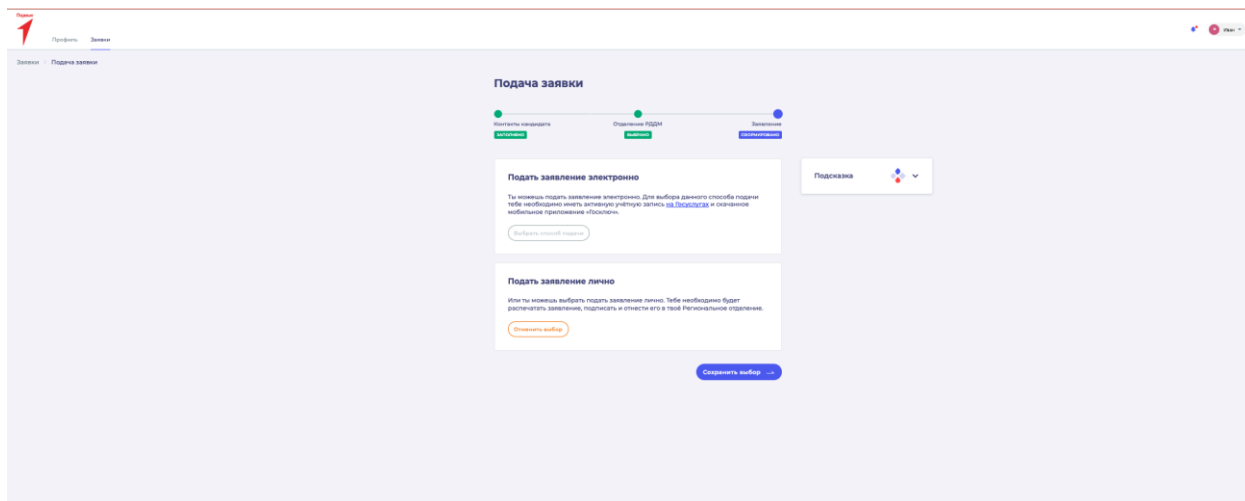 Первые
Профиль Заявки
Иван
Заявки Подача заявки
Подача заявки
Контакты кандидата Отделение РДДМ Заявление
ЗАПОЛНЕНО ВЫБРАНО СФОРМИРОВАНО
Подать заявление электронно
Подсказка
Ты можешь подать заявление электронно. Для выбора данного способа подачи
тебе необходимо иметь активную учётную запись на Госуслугах и скачанное
мобильное приложение «Госключ».
Выбрать способ подачи
Подать заявление лично
Или ты можешь выбрать подать заявление лично. Тебе необходимо будет
распечатать заявление, подписать и отнести его в твоё Региональное отделение.
Отменить выбор
Сохранить выбор